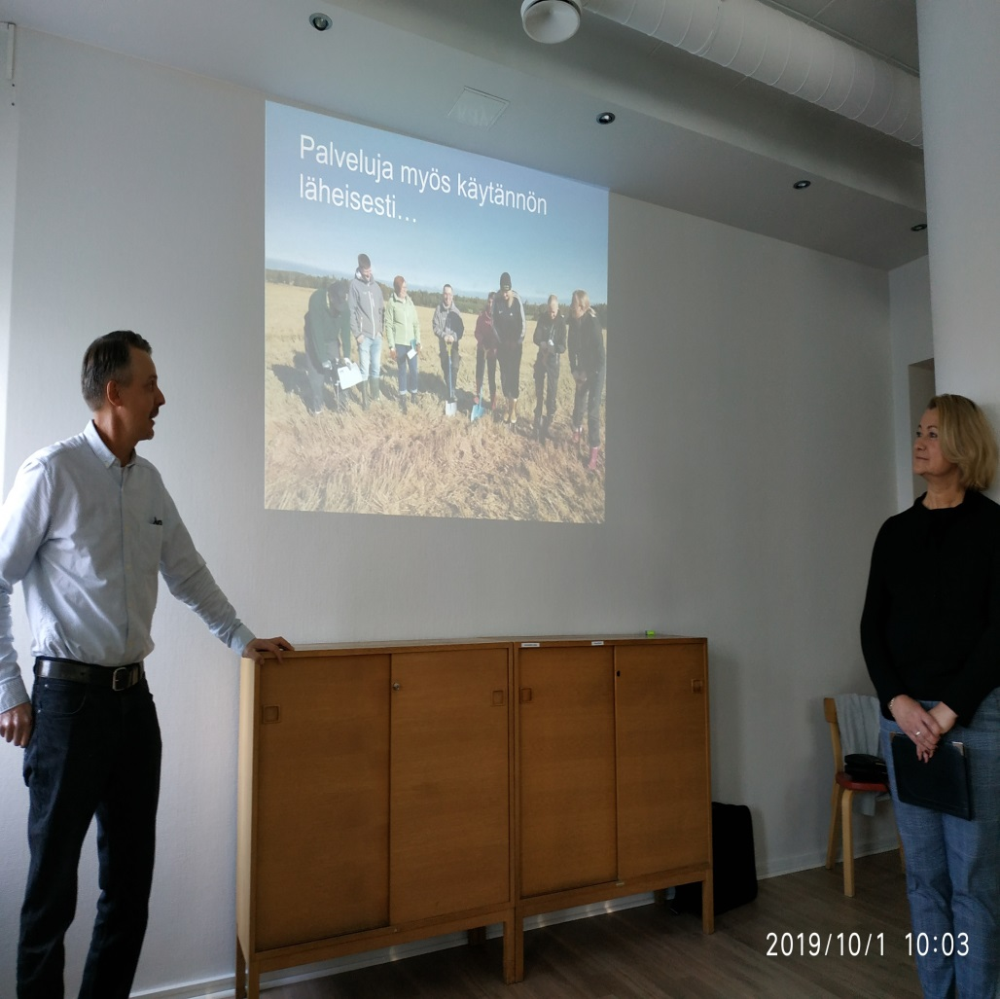 Palveluja myös käytännön
läheisesti…
2019/10/1 10:03